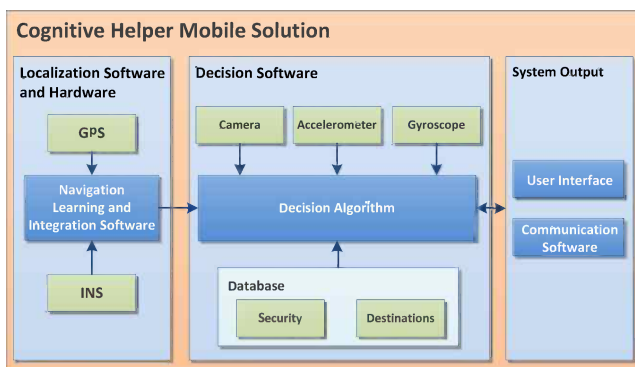 Cognitive Helper Mobile Solution
Localization Software
and Hardware
GPS
Navigation
Learning and
Integration Software
INS
Decision Software
Camera
Accelerometer
Gyroscope
Decision Algorithm
Database
Security
Destinations
System Output
User Interface
Communication
Software